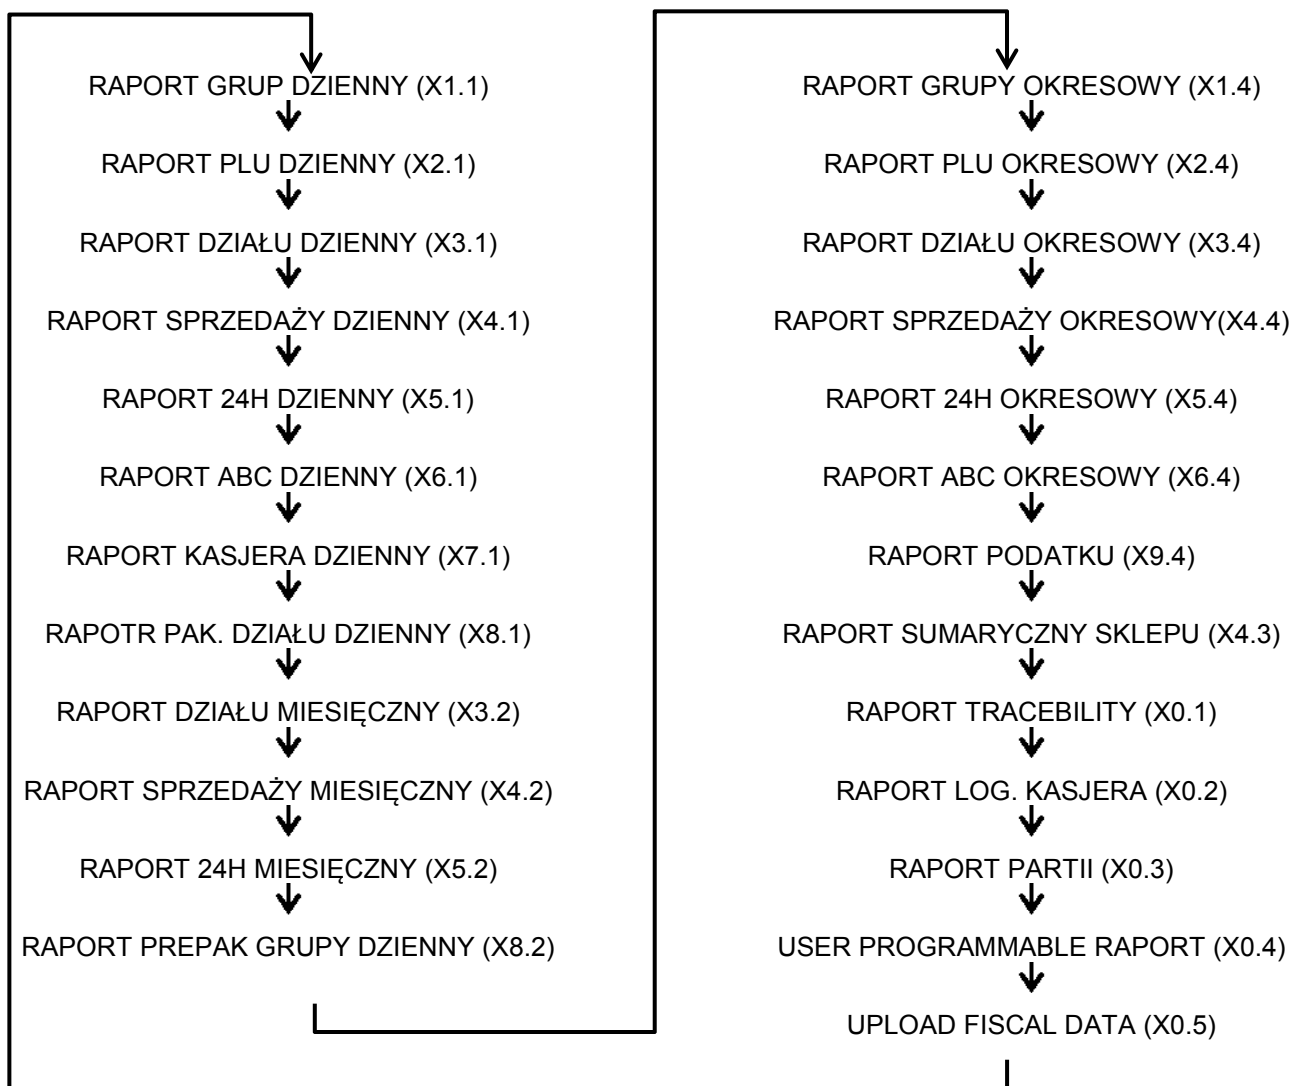 RAPORT GRUP DZIENNY (X1.1)
RAPORT PLU DZIENNY (X2.1)
RAPORT DZIAŁU DZIENNY (X3.1)
RAPORT SPRZEDAŻY DZIENNY (X4.1)
RAPORT 24H DZIENNY (X5.1)
RAPORT ABC DZIENNY (X6.1)
RAPORT KASJERA DZIENNY (X7.1)
RAPOTR PAK. DZIAŁU DZIENNY (X8.1)
RAPORT DZIAŁU MIESIĘCZNY (X3.2)
RAPORT SPRZEDAŻY MIESIĘCZNY (X4.2)
RAPORT 24H MIESIĘCZNY (X5.2)
RAPORT PREPAK GRUPY DZIENNY (X8.2)
RAPORT GRUPY OKRESOWY (X1.4)
RAPORT PLU OKRESOWY (X2.4)
RAPORT DZIAŁU OKRESOWY (X3.4)
RAPORT SPRZEDAŻY OKRESOWY(X4.4)
RAPORT 24H OKRESOWY (X5.4)
RAPORT ABC OKRESOWY (X6.4)
RAPORT PODATKU (X9.4)
RAPORT SUMARYCZNY SKLEPU (X4.3)
RAPORT TRACEBILITY (X0.1)
RAPORT LOG. KASJERA (X0.2)
RAPORT PARTII (X0.3)
USER PROGRAMMABLE RAPORT (X0.4)
UPLOAD FISCAL DATA (X0.5)